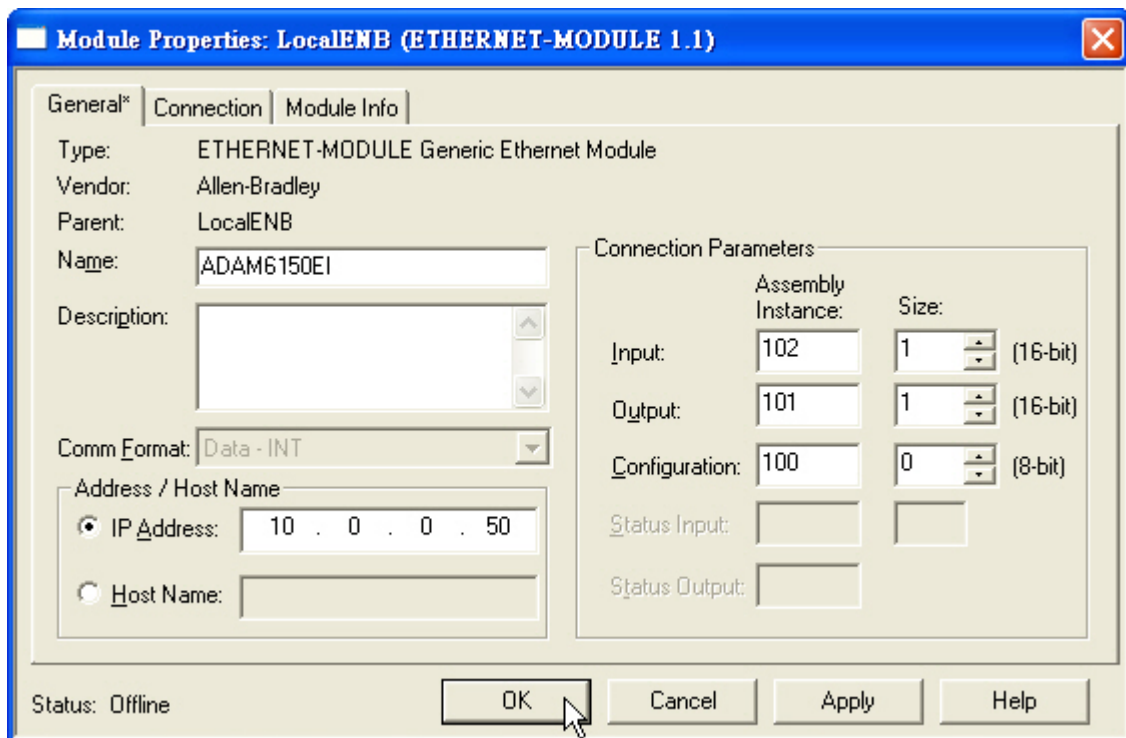 Module Properties: LocalENB (ETHERNET-MODULE 1.1)
General* Connection Module Info
Type: ETHERNET-MODULE Generic Ethernet Module
Vendor: Allen-Bradley
Parent: LocalENB
Name: ADAM6150EI
Description:
Comm Format: Data - INT
Address / Host Name
IP Address: 10 . 0 . 0 . 50
Host Name:
Connection Parameters
Assembly
Instance: Size:
Input: 102 1 (16-bit)
Output: 101 1 (16-bit)
Configuration: 100 0 (8-bit)
Status Input:
Status Output:
Status: Offline OK Cancel Apply Help